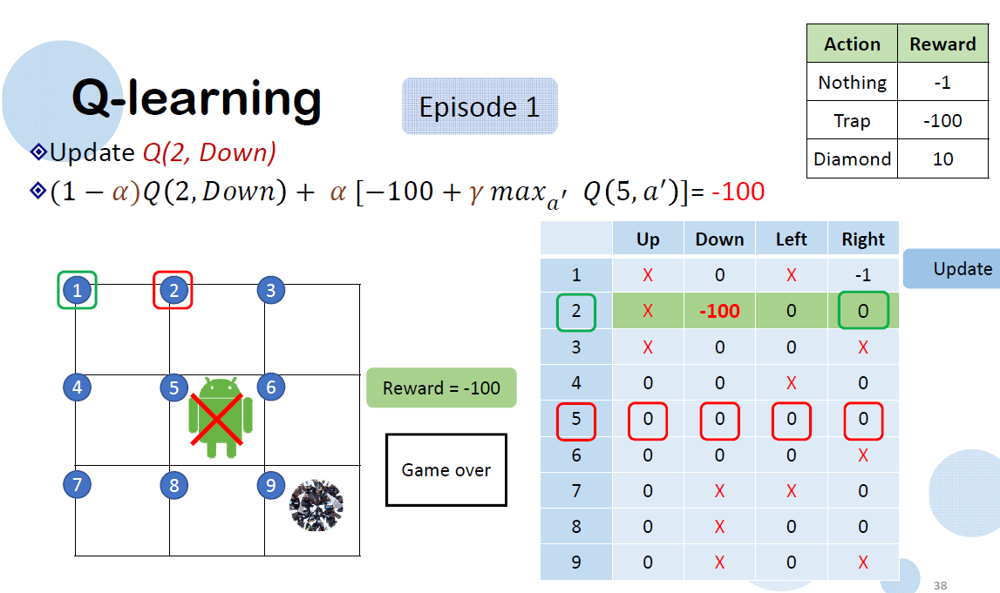 Action Reward
Nothing -1
Trap -100
Diamond 10
Q-learning
Episode 1
Update Q(2, Down)
(1 − α)Q(2, Down) + α [−100 + γ max_{a′} Q(5, a′)]= -100
Up Down Left Right
1 X 0 X -1
2 X -100 0 0
3 X 0 0 X
4 0 0 X 0
5 0 0 0 0
6 0 0 0 X
7 0 X X 0
8 0 X 0 0
9 0 X 0 X
Update
1 2 3
4 5 6
7 8 9
Reward = -100
Game over
38